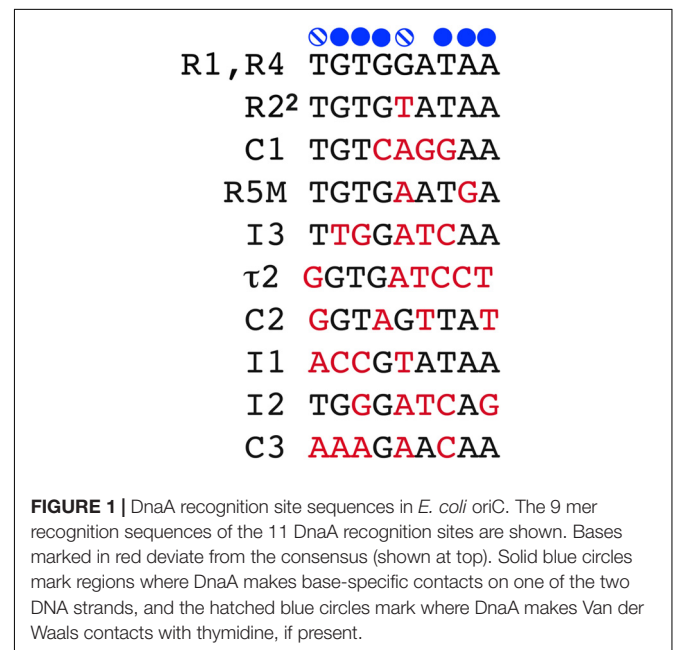 R1,R4 TGTGGATAA
R2² TGTGTATAA
C1 TGTCAGGAA
R5M TGTGAATGA
I3 TTGGATCAA
τ2 GGTGATCCT
C2 GGTAGTTAT
I1 ACCGTATAA
I2 TGGGATCAG
C3 AAAGAACAA
FIGURE 1 | DnaA recognition site sequences in E. coli oriC. The 9 mer
recognition sequences of the 11 DnaA recognition sites are shown. Bases
marked in red deviate from the consensus (shown at top). Solid blue circles
mark regions where DnaA makes base-specific contacts on one of the two
DNA strands, and the hatched blue circles mark where DnaA makes Van der
Waals contacts with thymidine, if present.